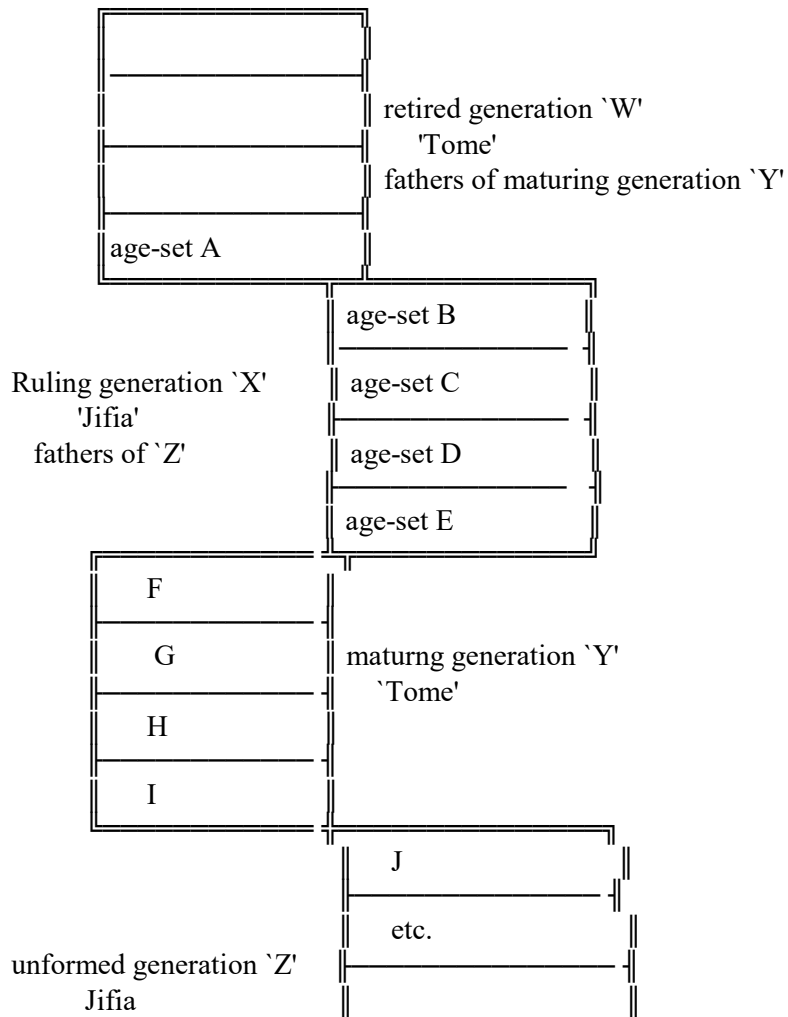 retired generation `W'
'Tome'
fathers of maturing generation `Y'
age-set A
age-set B
Ruling generation `X'
age-set C
'Jifia'
fathers of `Z'
age-set D
age-set E
F
G
maturng generation `Y'
`Tome'
H
I
J
etc.
unformed generation `Z'
Jifia